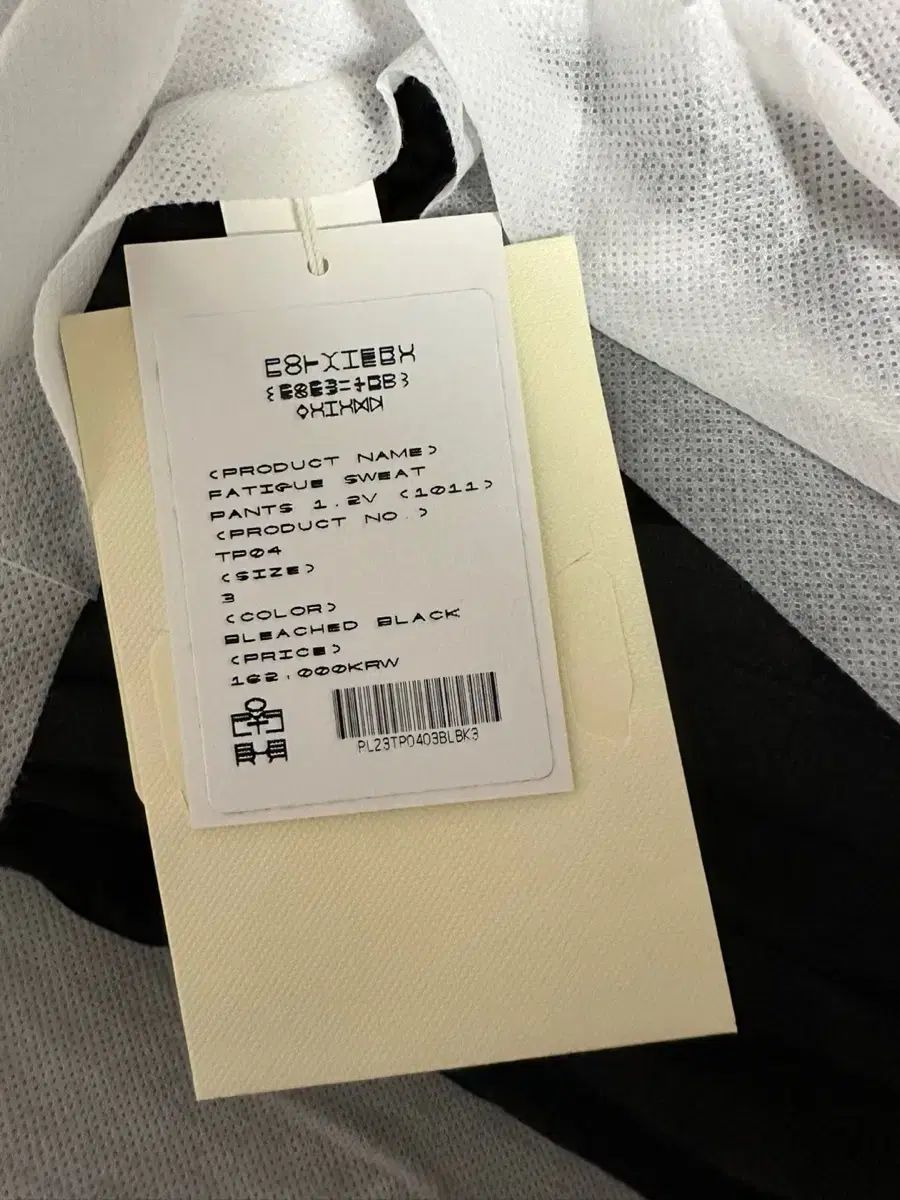 <PRODUCT NAME>
FATIGUE SWEAT
PANTS 1.2V <1011>
<PRODUCT NO.>
TP04
<SIZE>
3
<COLOR>
BLEACHED BLACK
<PRICE>
162.000KRW
PL23TP0403BLBK3